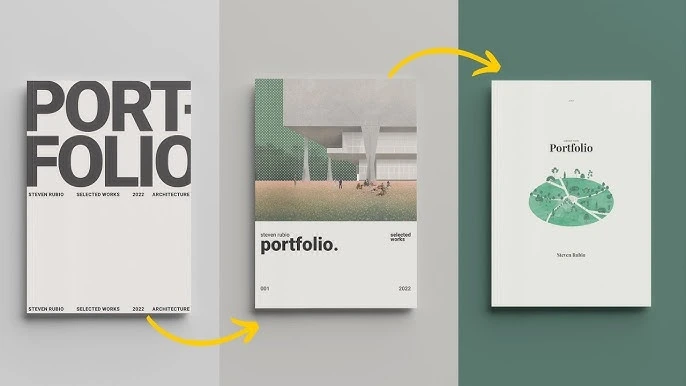 PORT-
FOLIO
STEVEN RUBIO SELECTED WORKS 2022 ARCHITECTURE
STEVEN RUBIO SELECTED WORKS 2022 ARCHITECTURE
steven rubio
portfolio.
selected
works
001 2022
Portfolio
Steven Rubio